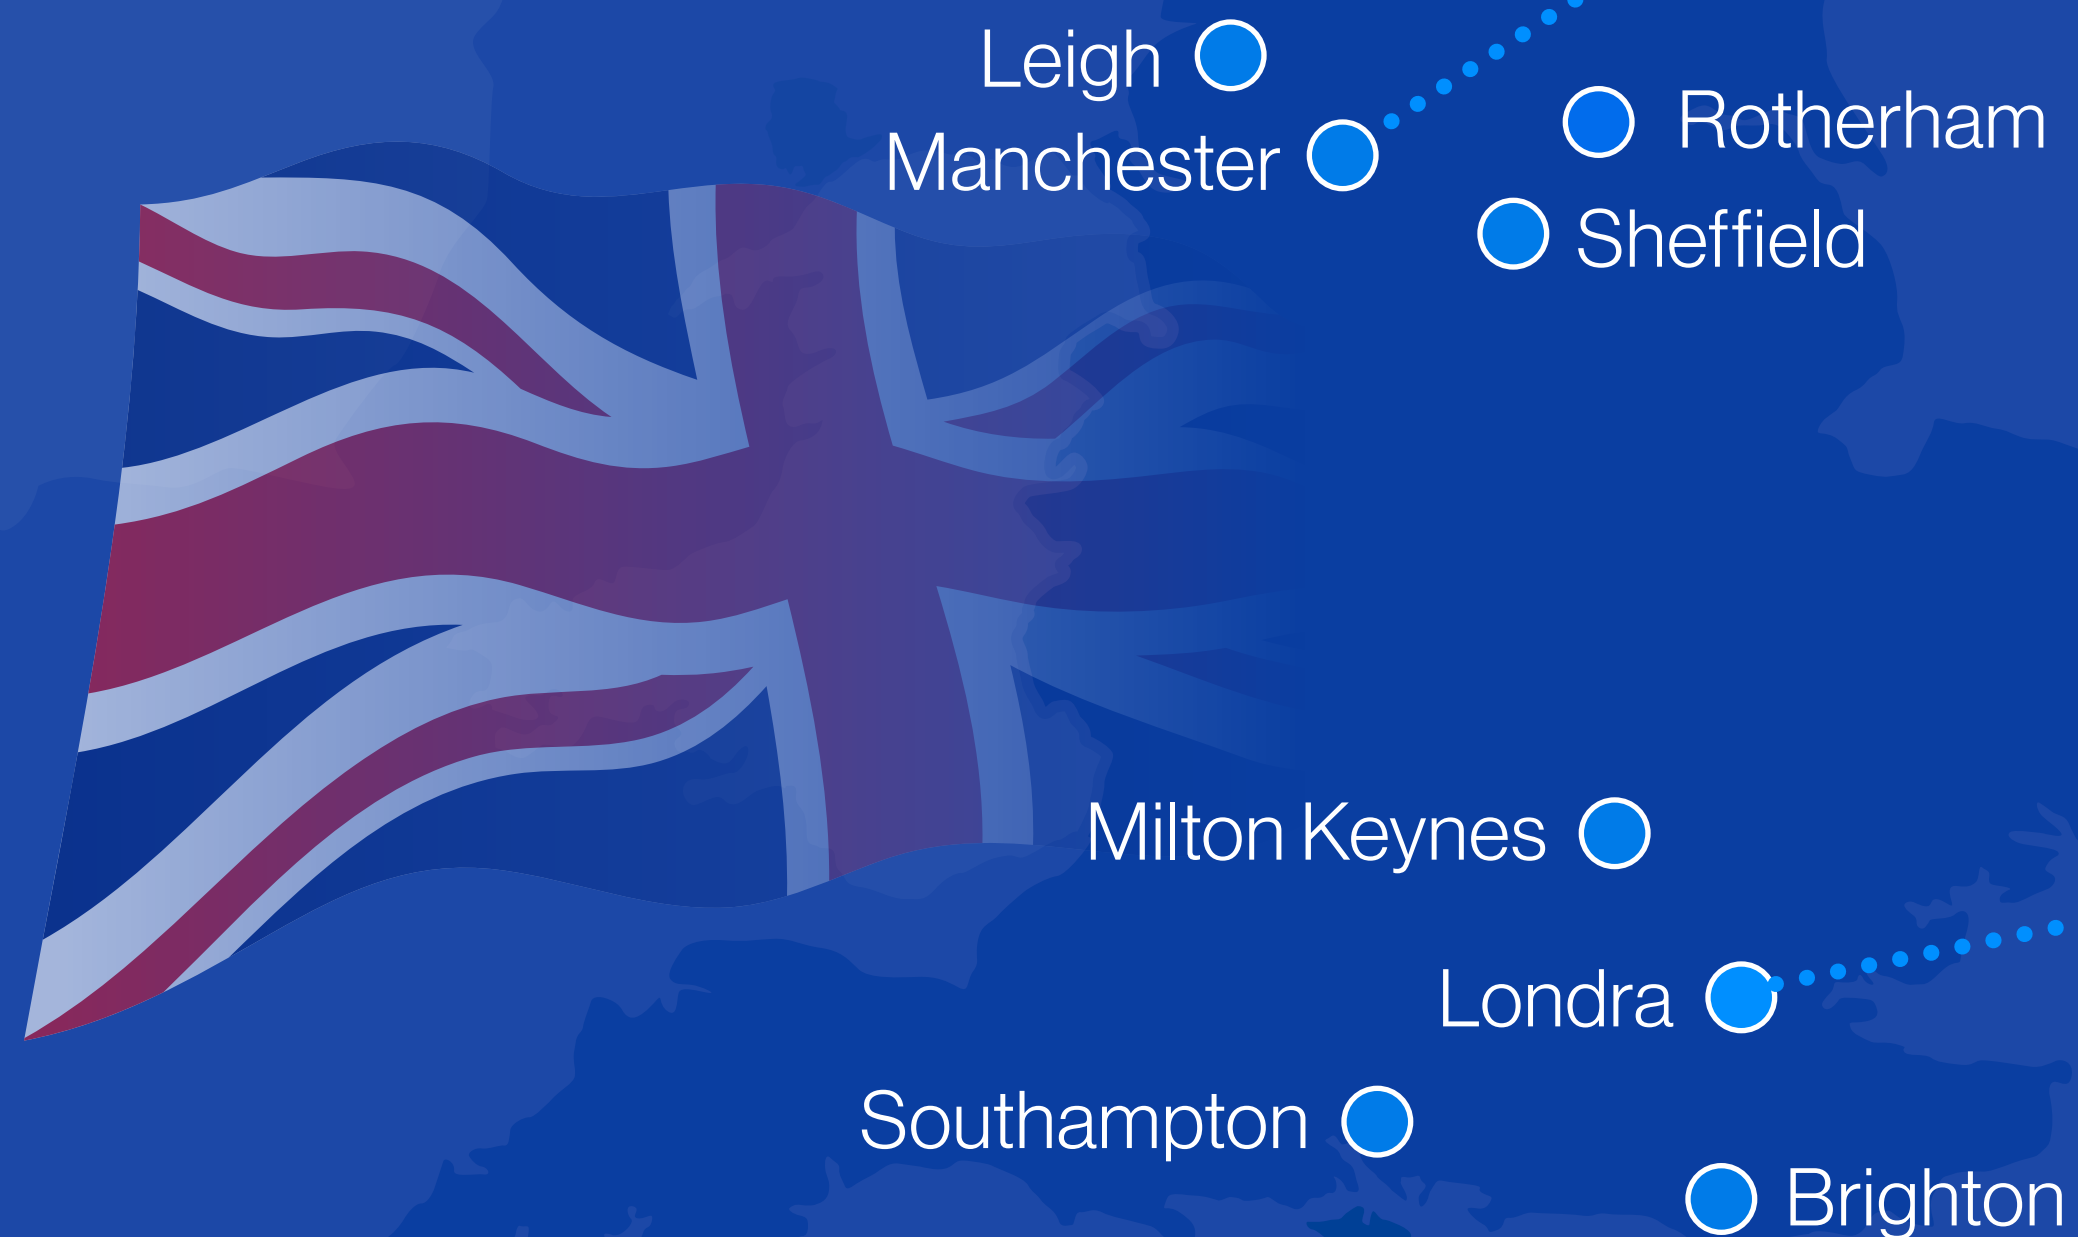 Leigh
Manchester
Rotherham
Sheffield
Milton Keynes
Londra
Southampton
Brighton